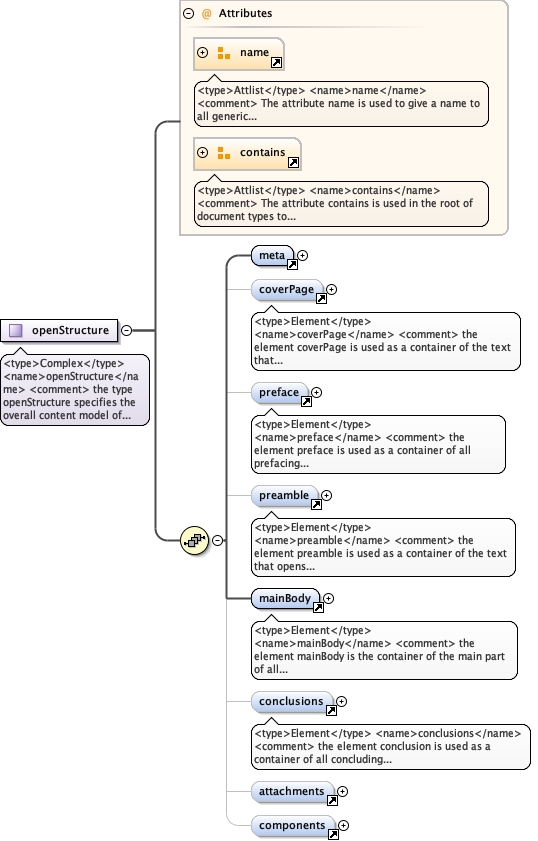 @ Attributes
name
<type>Attlist</type> <name>name</name>
<comment> The attribute name is used to give a name to
all generic...
contains
<type>Attlist</type> <name>contains</name>
<comment> The attribute contains is used in the root of
document types to...
meta
coverPage
<type>Element</type>
<name>coverPage</name> <comment> the
element coverPage is used as a container of the text
that...
openStructure
<type>Complex</type>
<name>openStructure</na
me> <comment> the type
openStructure specifies the
overall content model of...
preface
<type>Element</type>
<name>preface</name> <comment> the
element preface is used as a container of all
prefacing...
preamble
<type>Element</type>
<name>preamble</name> <comment> the
element preamble is used as a container of the text
that opens...
mainBody
<type>Element</type>
<name>mainBody</name> <comment> the
element mainBody is the container of the main part
of all...
conclusions
<type>Element</type> <name>conclusions</name>
<comment> the element conclusion is used as a
container of all concluding...
attachments
components